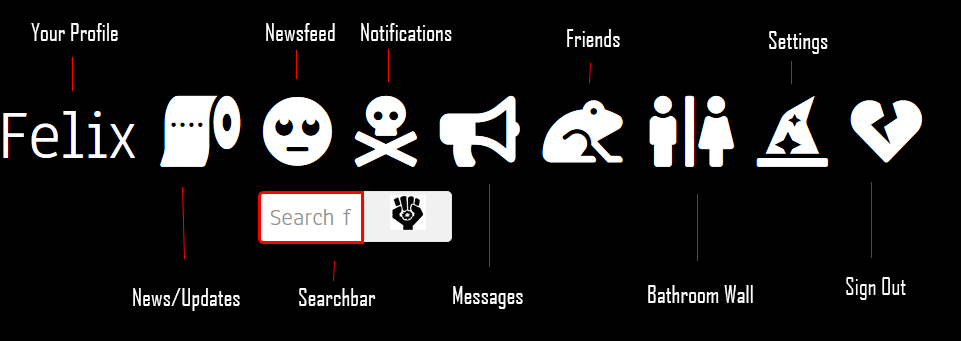 Your Profile
Newsfeed
Notifications
Friends
Settings
Felix
Search f
News/Updates
Searchbar
Messages
Bathroom Wall
Sign Out